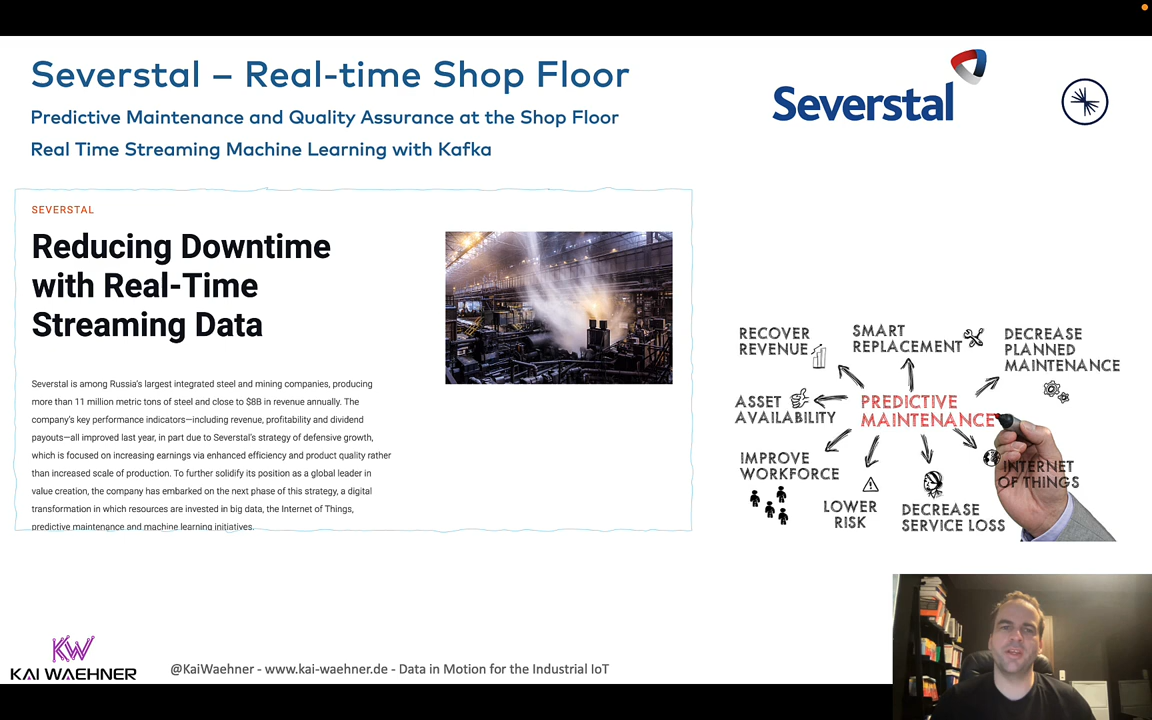 Severstal – Real-time Shop Floor
Predictive Maintenance and Quality Assurance at the Shop Floor
Real Time Streaming Machine Learning with Kafka
Severstal
SEVERSTAL
Reducing Downtime
with Real-Time
Streaming Data
Severstal is among Russia's largest integrated steel and mining companies, producing
more than 11 million metric tons of steel and close to $8B in revenue annually. The
company's key performance indicators—including revenue, profitability and dividend
payouts—all improved last year, in part due to Severstal's strategy of defensive growth,
which is focused on increasing earnings via enhanced efficiency and product quality rather
than increased scale of production. To further solidify its position as a global leader in
value creation, the company has embarked on the next phase of this strategy, a digital
transformation in which resources are invested in big data, the Internet of Things,
predictive maintenance and machine learning initiatives.
RECOVER
REVENUE
SMART
REPLACEMENT
DECREASE
PLANNED
MAINTENANCE
ASSET
AVAILABILITY
PREDICTIVE
MAINTENANCE
IMPROVE
WORKFORCE
LOWER
RISK
DECREASE
SERVICE LOSS
INTERNET
OF THINGS
KW
KAI WAEHNER
@KaiWaehner - www.kai-waehner.de - Data in Motion for the Industrial IoT